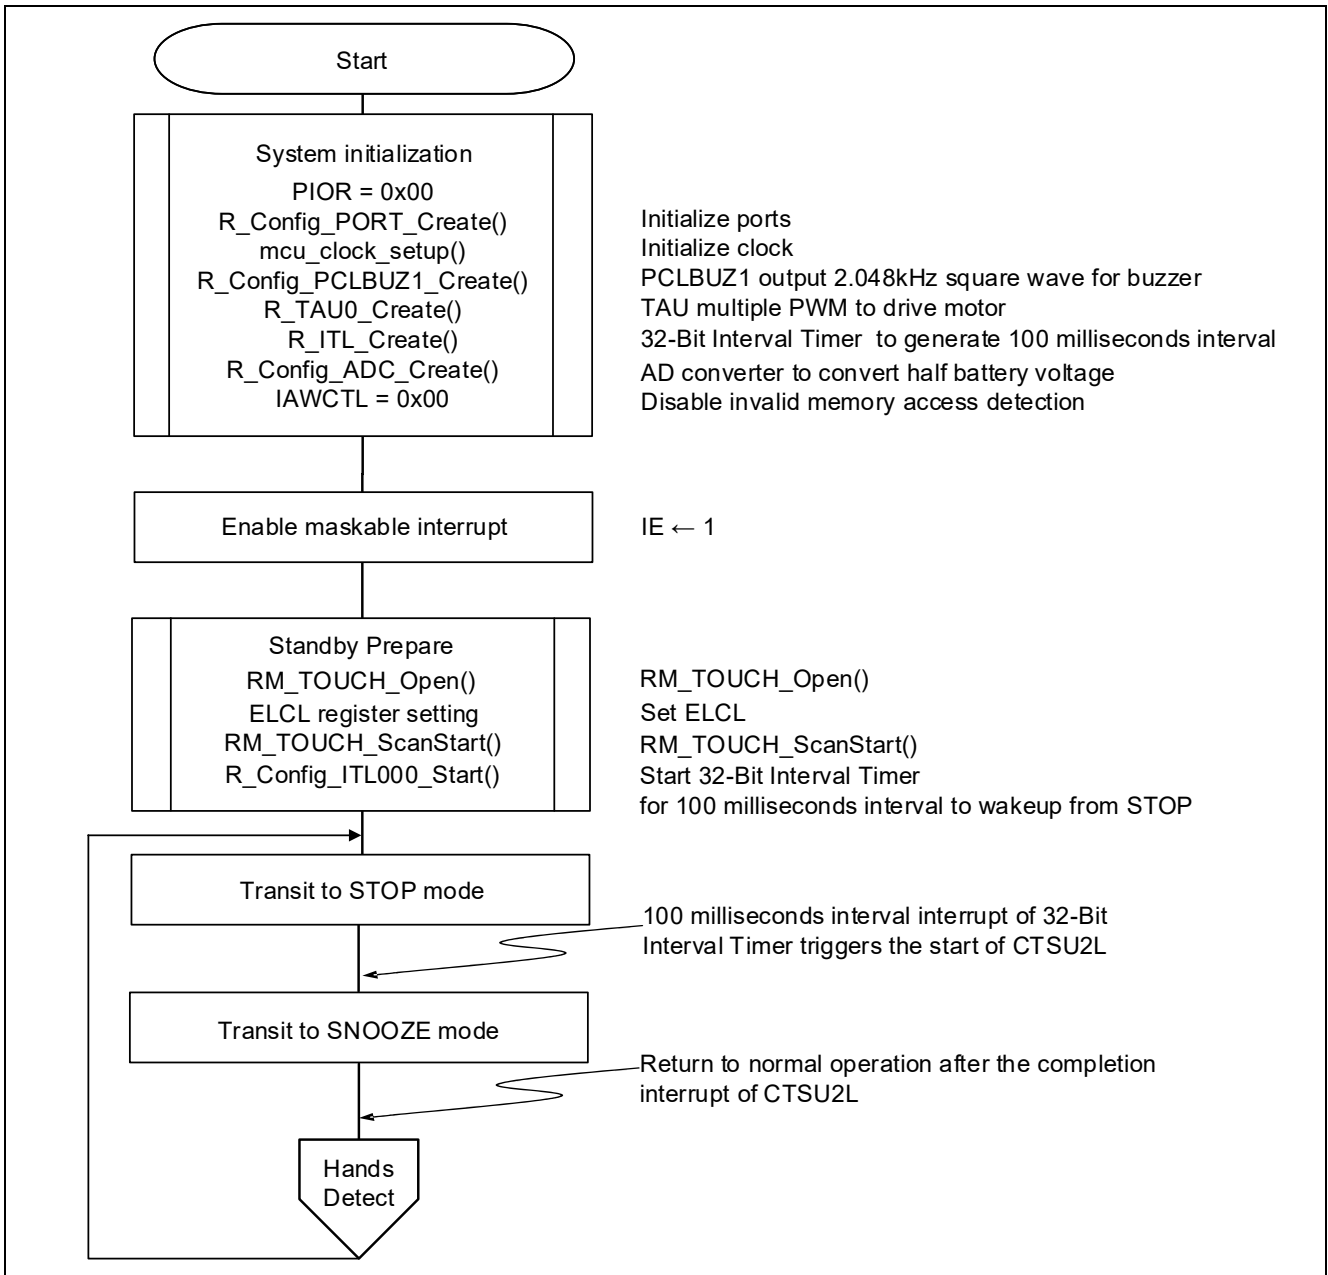 Start
System initialization
PIOR = 0x00
R_Config_PORT_Create()
mcu_clock_setup()
R_Config_PCLBUZ1_Create()
R_TAU0_Create()
R_ITL_Create()
R_Config_ADC_Create()
IAWCTL = 0x00
Initialize ports
Initialize clock
PCLBUZ1 output 2.048kHz square wave for buzzer
TAU multiple PWM to drive motor
32-Bit Interval Timer to generate 100 milliseconds interval
AD converter to convert half battery voltage
Disable invalid memory access detection
Enable maskable interrupt
IE ← 1
Standby Prepare
RM_TOUCH_Open()
ELCL register setting
RM_TOUCH_ScanStart()
R_Config_ITL000_Start()
RM_TOUCH_Open()
Set ELCL
RM_TOUCH_ScanStart()
Start 32-Bit Interval Timer
for 100 milliseconds interval to wakeup from STOP
Transit to STOP mode
100 milliseconds interval interrupt of 32-Bit
Interval Timer triggers the start of CTSU2L
Transit to SNOOZE mode
Return to normal operation after the completion
interrupt of CTSU2L
Hands
Detect